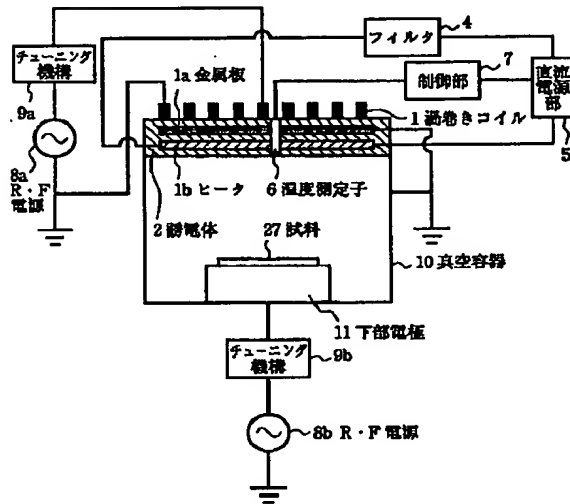 4
フィルタ
7
チューニング
機構
9a
1a 金属板
制御部
直流
電源
部
5
1 渦巻きコイル
8a
R・F
電源
1b ヒータ
6 温度測定子
2 誘電体
27 試料
10 真空容器
11 下部電極
チューニング
機構
9b
8b R・F 電源